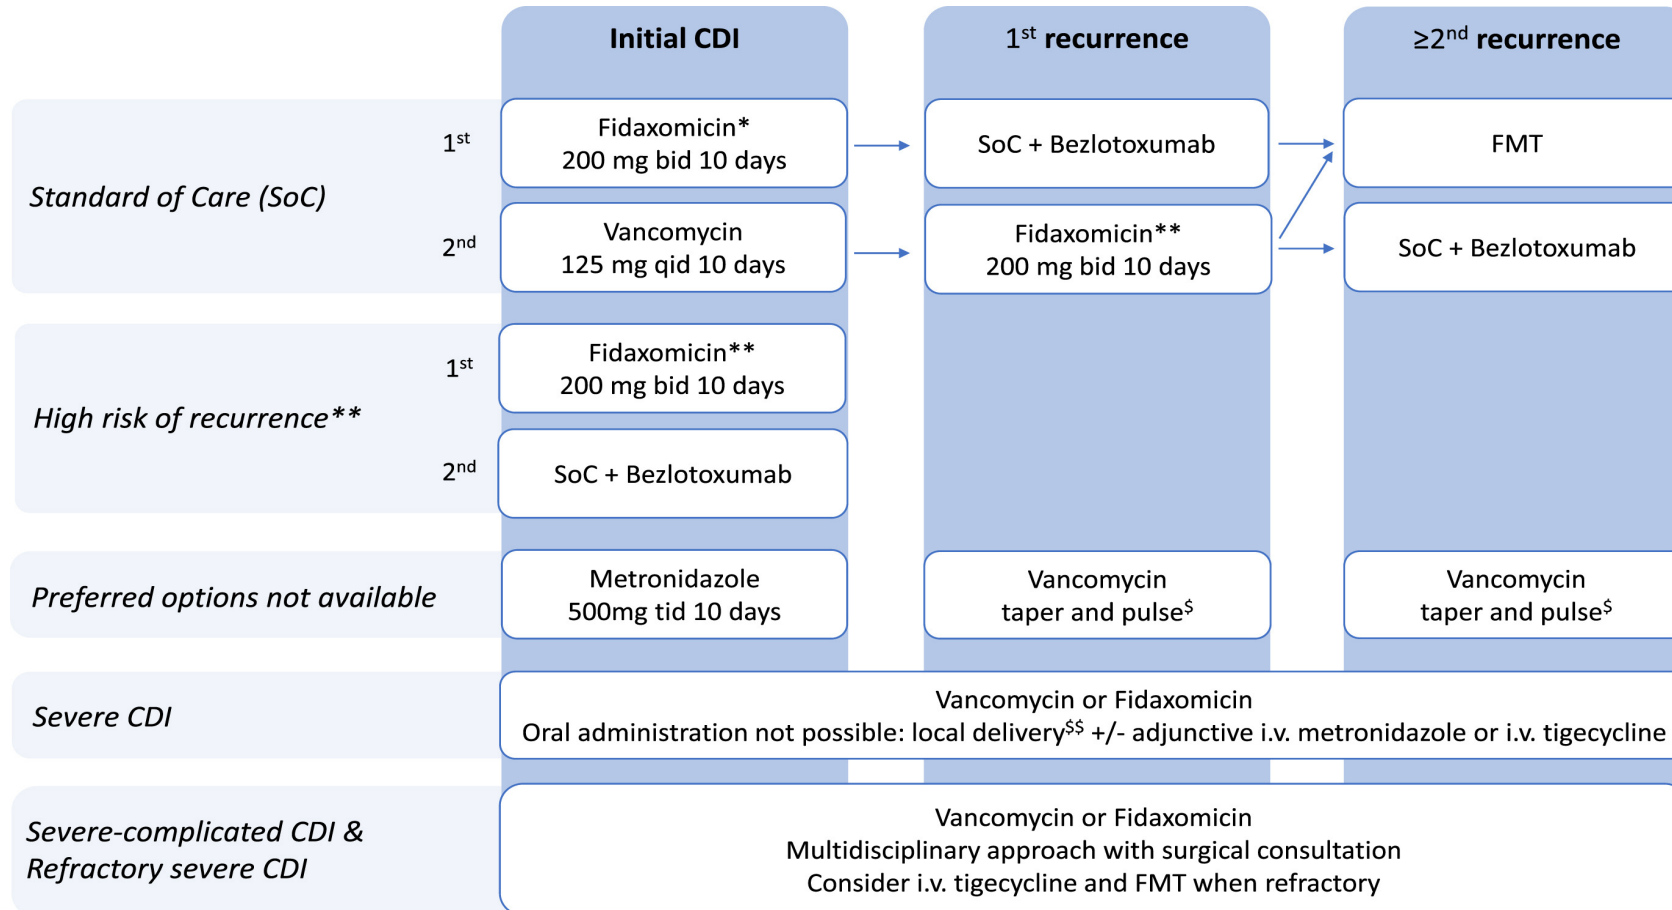 Initial CDI
1st recurrence
≥2nd recurrence
Standard of Care (SoC)
1st
Fidaxomicin*
200 mg bid 10 days
SoC + Bezlotoxumab
FMT
2nd
Vancomycin
125 mg qid 10 days
Fidaxomicin**
200 mg bid 10 days
SoC + Bezlotoxumab
High risk of recurrence**
1st
Fidaxomicin**
200 mg bid 10 days
2nd
SoC + Bezlotoxumab
Preferred options not available
Metronidazole
500mg tid 10 days
Vancomycin
taper and pulse$
Vancomycin
taper and pulse$
Severe CDI
Vancomycin or Fidaxomicin
Oral administration not possible: local delivery$$ +/- adjunctive i.v. metronidazole or i.v. tigecycline
Severe-complicated CDI &
Refractory severe CDI
Vancomycin or Fidaxomicin
Multidisciplinary approach with surgical consultation
Consider i.v. tigecycline and FMT when refractory